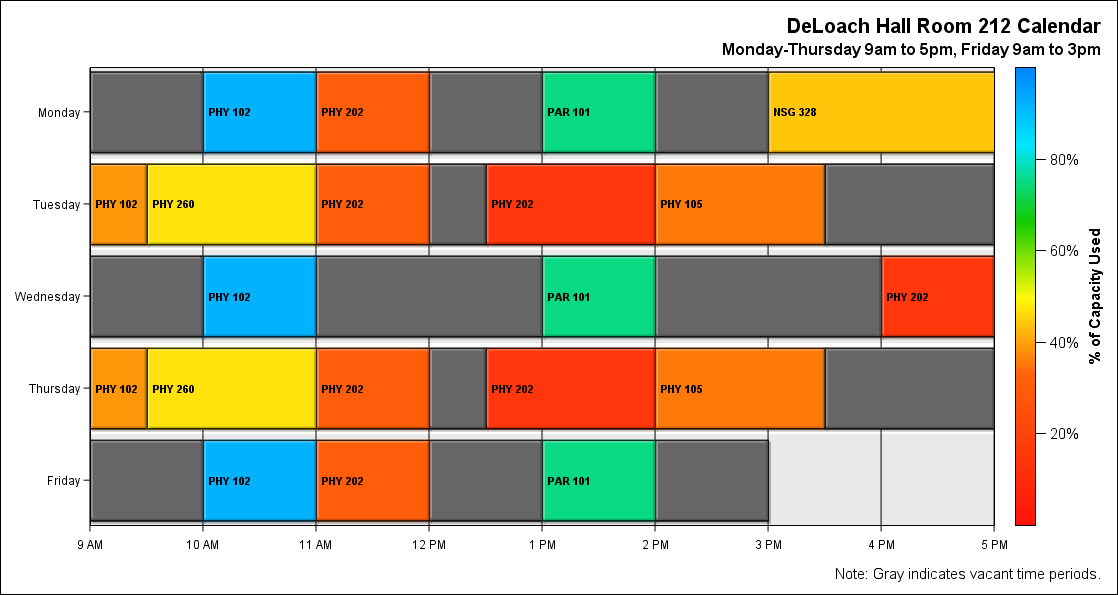 DeLoach Hall Room 212 Calendar
Monday-Thursday 9am to 5pm, Friday 9am to 3pm
Monday
PHY 102
PHY 202
PAR 101
NSG 328
Tuesday
PHY 102
PHY 260
PHY 202
PHY 202
PHY 105
Wednesday
PHY 102
PAR 101
PHY 202
Thursday
PHY 102
PHY 260
PHY 202
PHY 202
PHY 105
Friday
PHY 102
PHY 202
PAR 101
9 AM
10 AM
11 AM
12 PM
1 PM
2 PM
3 PM
4 PM
5 PM
80%
60%
40%
20%
% of Capacity Used
Note: Gray indicates vacant time periods.